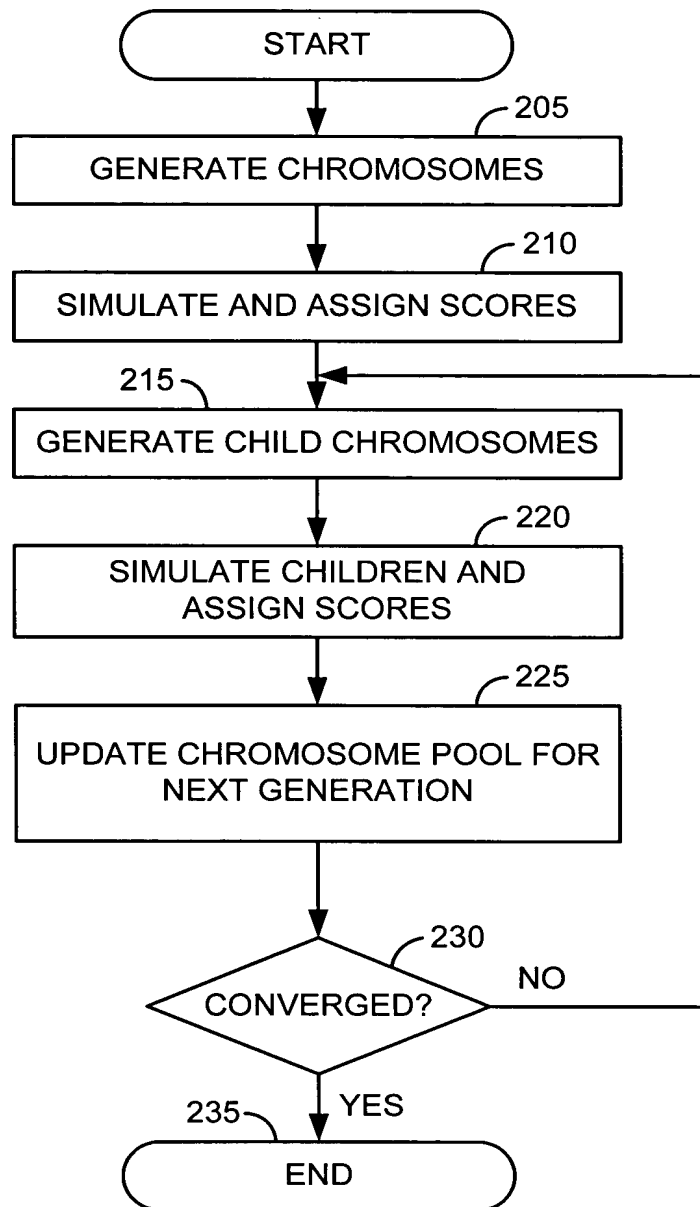 START
205
GENERATE CHROMOSOMES
210
SIMULATE AND ASSIGN SCORES
215
GENERATE CHILD CHROMOSOMES
220
SIMULATE CHILDREN AND
ASSIGN SCORES
225
UPDATE CHROMOSOME POOL FOR
NEXT GENERATION
230
CONVERGED?
NO
YES
235
END